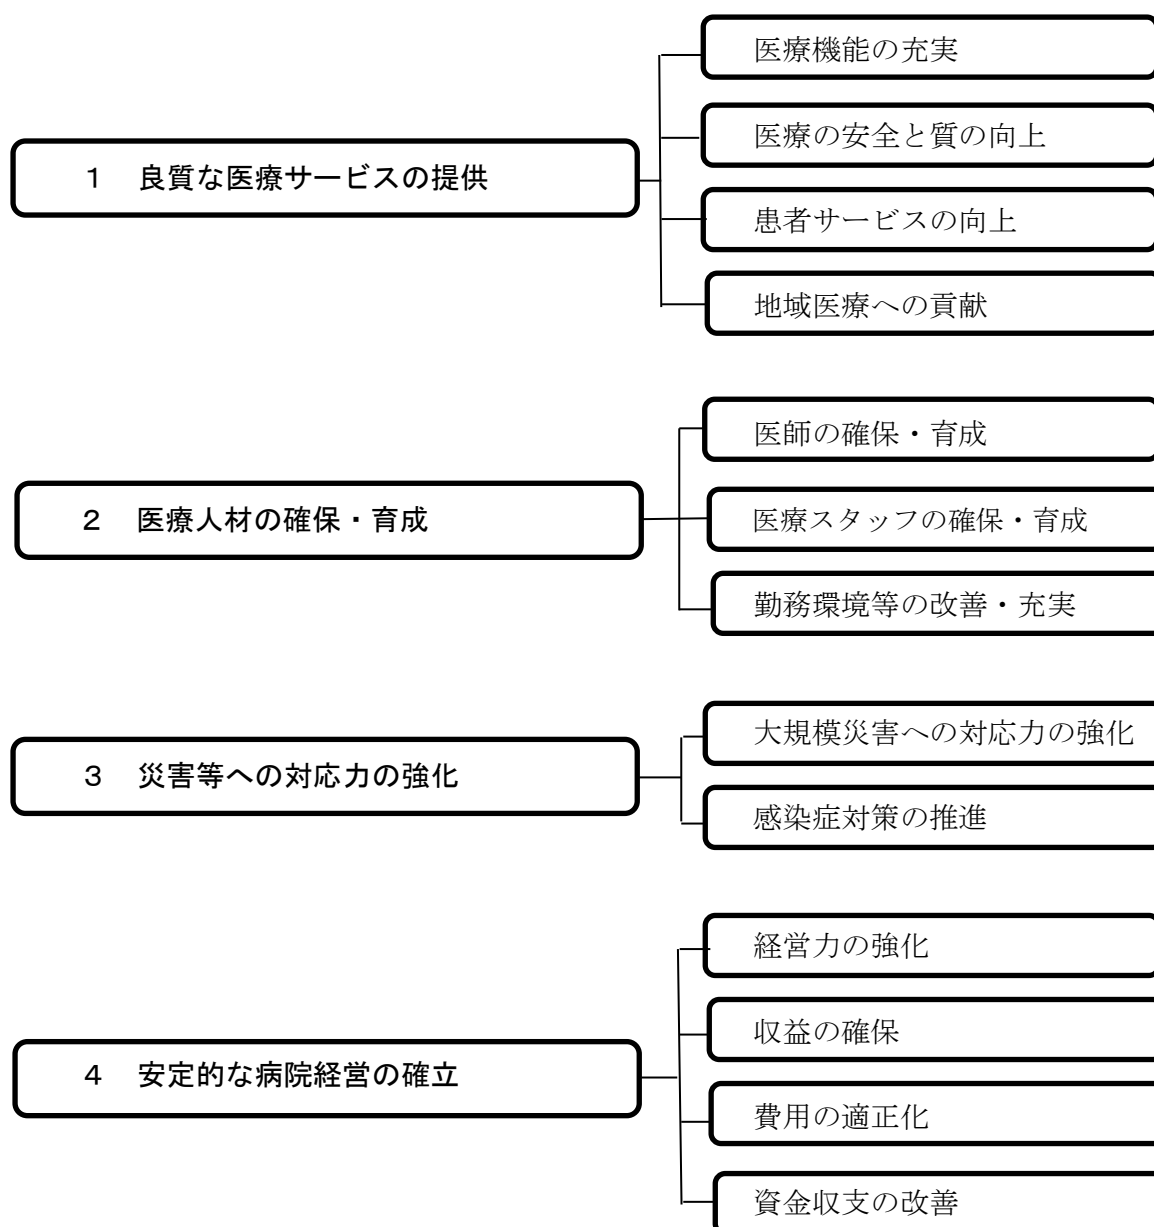 1 良質な医療サービスの提供
医療機能の充実
医療の安全と質の向上
患者サービスの向上
地域医療への貢献
2 医療人材の確保・育成
医師の確保・育成
医療スタッフの確保・育成
勤務環境等の改善・充実
3 災害等への対応力の強化
大規模災害への対応力の強化
感染症対策の推進
4 安定的な病院経営の確立
経営力の強化
収益の確保
費用の適正化
資金収支の改善